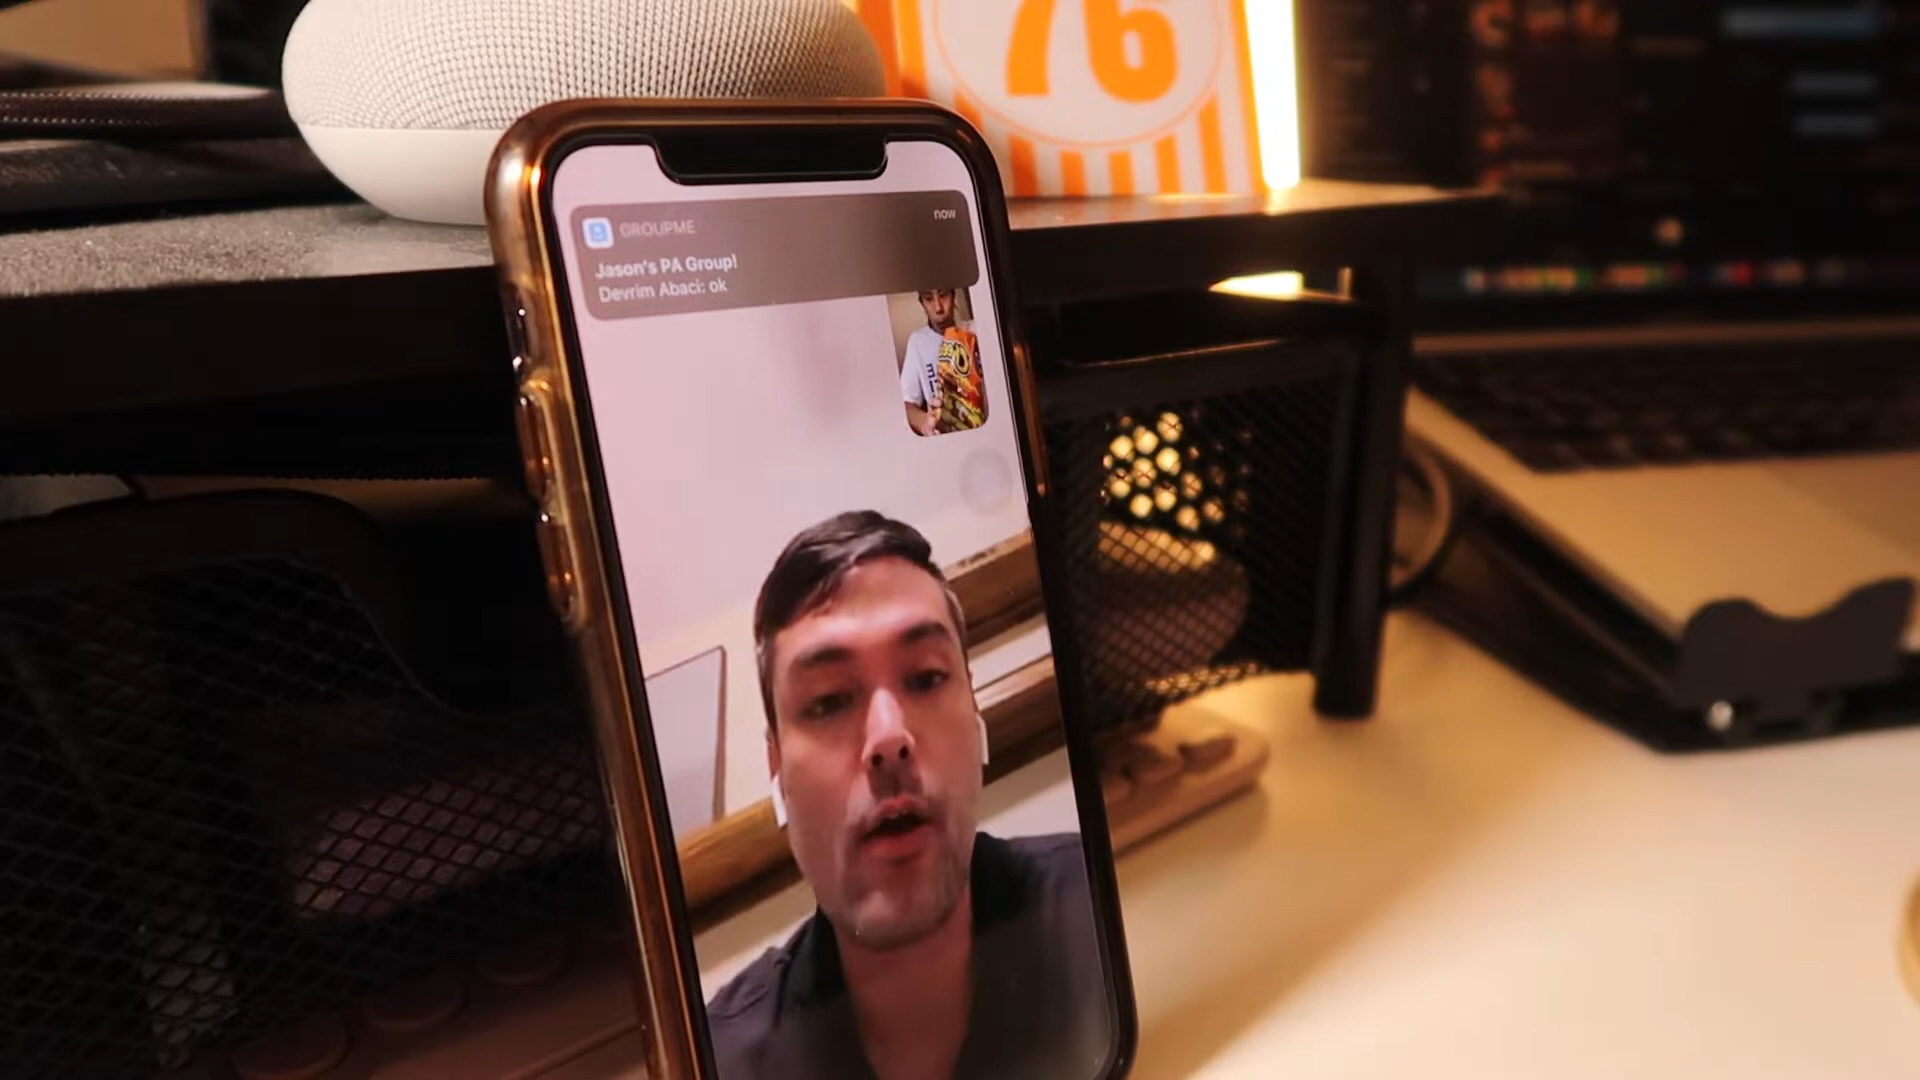 76
GROUPME
now
Jason's PA Group!
Devrim Abaci: ok